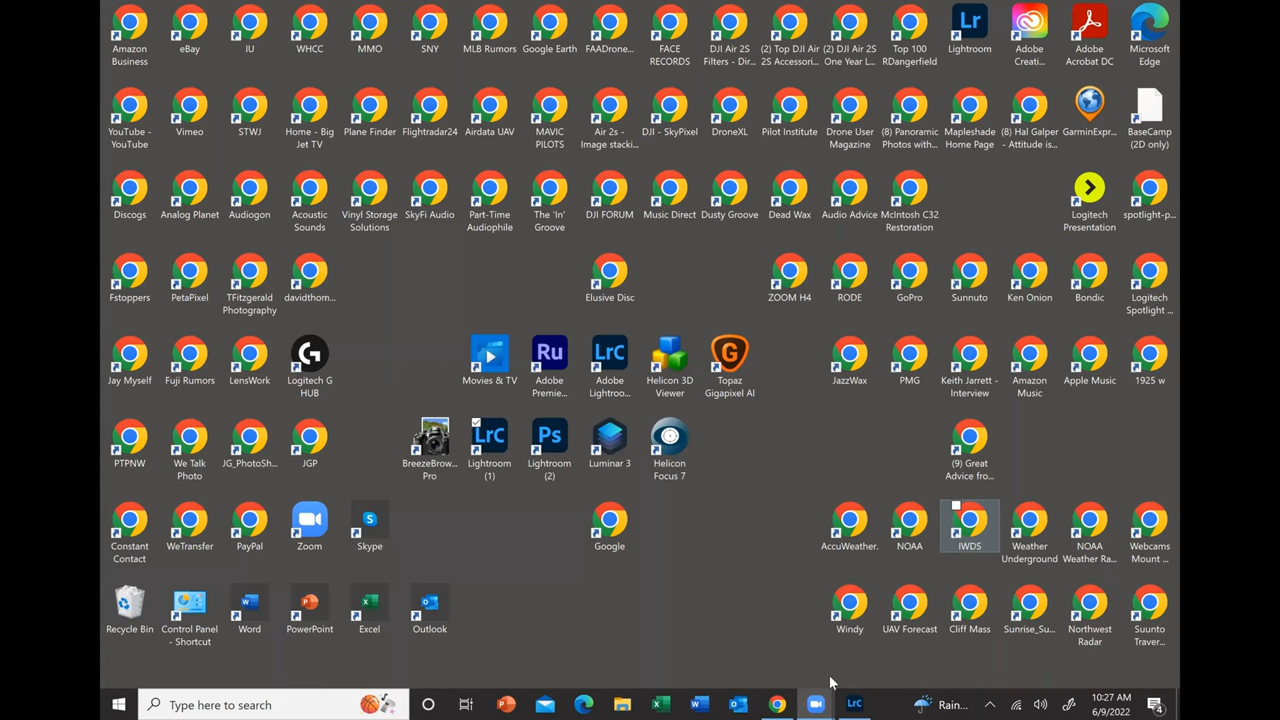 Amazon Business
eBay
IU
WHCC
MMO
SNY
MLB Rumors
Google Earth
FAADrone...
FACE RECORDS
DJI Air 2S Filters - Dir...
(2) Top DJI Air 2S Accessori...
(2) DJI Air 2S One Year L...
Top 100 RDangerfield
Lr
Lightroom
Adobe Creati...
Adobe Acrobat DC
Microsoft Edge
YouTube - YouTube
Vimeo
STWJ
Home - Big Jet TV
Plane Finder
Flightradar24
Airdata UAV
MAVIC PILOTS
Air 2s - Image stacki...
DJI - SkyPixel
DroneXL
Pilot Institute
Drone User Magazine
(8) Panoramic Photos with...
Mapleshade Home Page
(8) Hal Galper - Attitude is...
GarminExpr...
BaseCamp (2D only)
Discogs
Analog Planet
Audiogon
Acoustic Sounds
Vinyl Storage Solutions
SkyFi Audio
Part-Time Audiophile
The 'In' Groove
DJI FORUM
Music Direct
Dusty Groove
Dead Wax
Audio Advice
McIntosh C32 Restoration
Logitech Presentation
spotlight-p...
Fstoppers
PetaPixel
TFitzgerald Photography
davidthom...
Elusive Disc
ZOOM H4
RODE
GoPro
Sunnuto
Ken Onion
Bondic
Logitech Spotlight ...
Jay Myself
Fuji Rumors
LensWork
Logitech G HUB
Movies & TV
Ru
Adobe Premie...
LrC
Adobe Lightroo...
Helicon 3D Viewer
Topaz Gigapixel AI
JazzWax
PMG
Keith Jarrett - Interview
Amazon Music
Apple Music
1925 w
PTPNW
We Talk Photo
JG_PhotoSh...
JGP
BreezeBrow... Pro
LrC
Lightroom (1)
Ps
Lightroom (2)
Luminar 3
Helicon Focus 7
(9) Great Advice fro...
Constant Contact
WeTransfer
PayPal
Zoom
Skype
Google
AccuWeather.
NOAA
IWDS
Weather Underground
NOAA Weather Ra...
Webcams Mount ...
Recycle Bin
Control Panel - Shortcut
Word
PowerPoint
Excel
Outlook
Windy
UAV Forecast
Cliff Mass
Sunrise_Su...
Northwest Radar
Suunto Traver...
Type here to search
LrC
Rain...
10:27 AM
6/9/2022
4